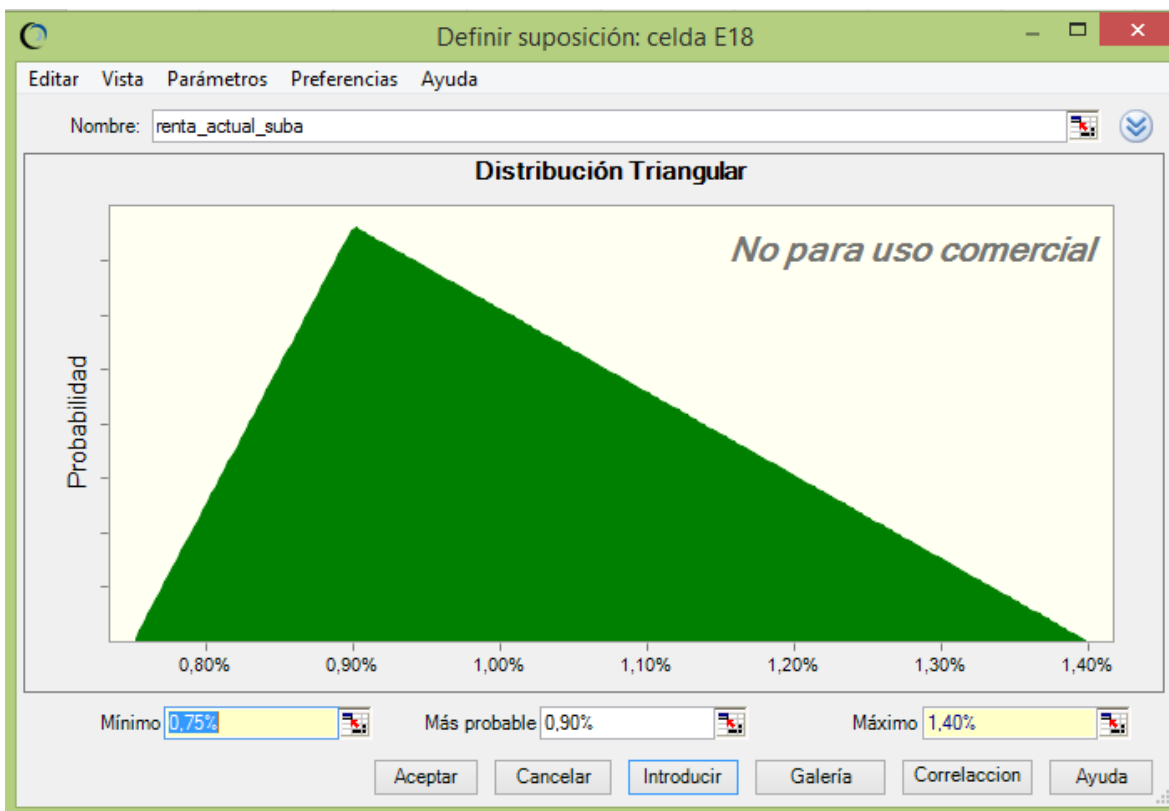 Definir suposición: celda E18
Editar Vista Parámetros Preferencias Ayuda
Nombre: renta_actual_suba
Distribución Triangular
No para uso comercial
Probabilidad
0,80% 0,90% 1,00% 1,10% 1,20% 1,30% 1,40%
Mínimo 0,75% Más probable 0,90% Máximo 1,40%
Aceptar Cancelar Introducir Galería Correlaccion Ayuda